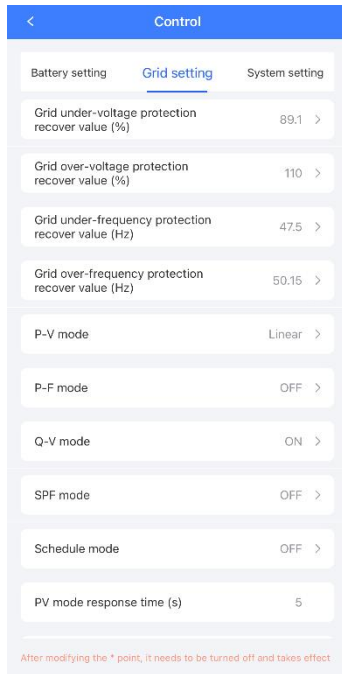 Control
Battery setting Grid setting System setting
Grid under-voltage protection
recover value (%)
89.1
Grid over-voltage protection
recover value (%)
110
Grid under-frequency protection
recover value (Hz)
47.5
Grid over-frequency protection
recover value (Hz)
50.15
P-V mode Linear
P-F mode OFF
Q-V mode ON
SPF mode OFF
Schedule mode OFF
PV mode response time (s) 5
After modifying the * point, it needs to be turned off and takes effect